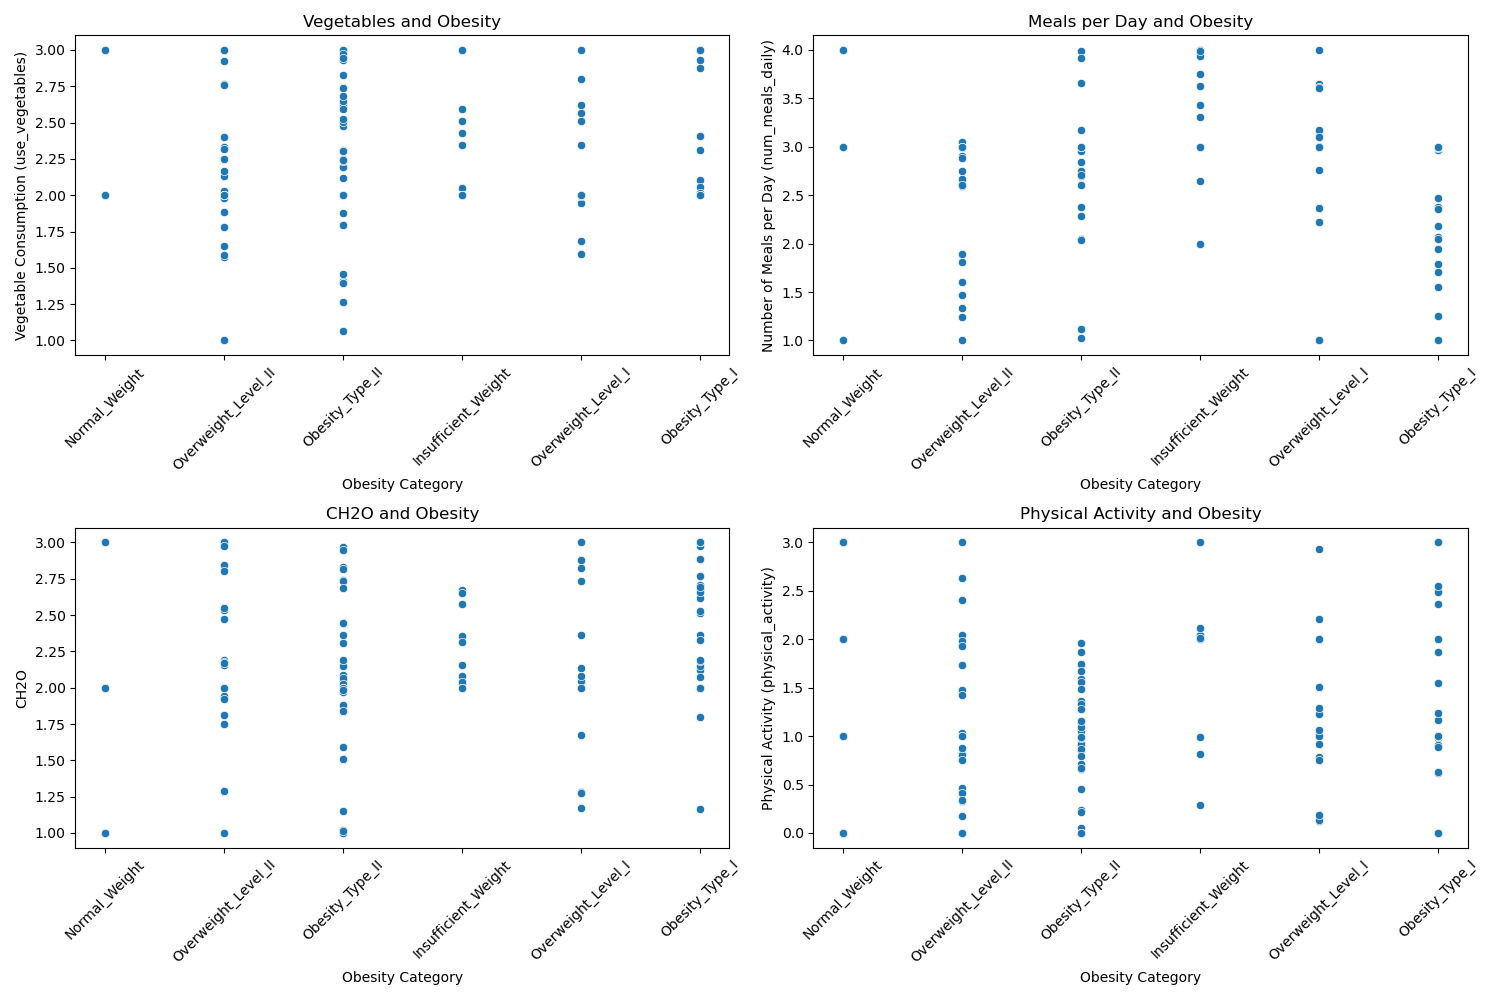 Vegetables and Obesity
Vegetable Consumption (use_vegetables)
3.00
2.75
2.50
2.25
2.00
1.75
1.50
1.25
1.00
Normal_Weight
Overweight_Level_II
Obesity_Type_II
Insufficient_Weight
Overweight_Level_I
Obesity_Type_I
Obesity Category
Meals per Day and Obesity
Number of Meals per Day (num_meals_daily)
4.0
3.5
3.0
2.5
2.0
1.5
1.0
Normal_Weight
Overweight_Level_II
Obesity_Type_II
Insufficient_Weight
Overweight_Level_I
Obesity_Type_I
Obesity Category
CH2O and Obesity
CH2O
3.00
2.75
2.50
2.25
2.00
1.75
1.50
1.25
1.00
Normal_Weight
Overweight_Level_II
Obesity_Type_II
Insufficient_Weight
Overweight_Level_I
Obesity_Type_I
Obesity Category
Physical Activity and Obesity
Physical Activity (physical_activity)
3.0
2.5
2.0
1.5
1.0
0.5
0.0
Normal_Weight
Overweight_Level_II
Obesity_Type_II
Insufficient_Weight
Overweight_Level_I
Obesity_Type_I
Obesity Category